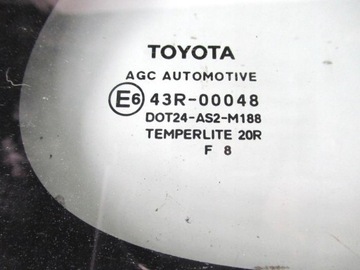 TOYOTA
AGC AUTOMOTIVE
E6 43R-00048
DOT24-AS2-M188
TEMPERLITE 20R
F 8